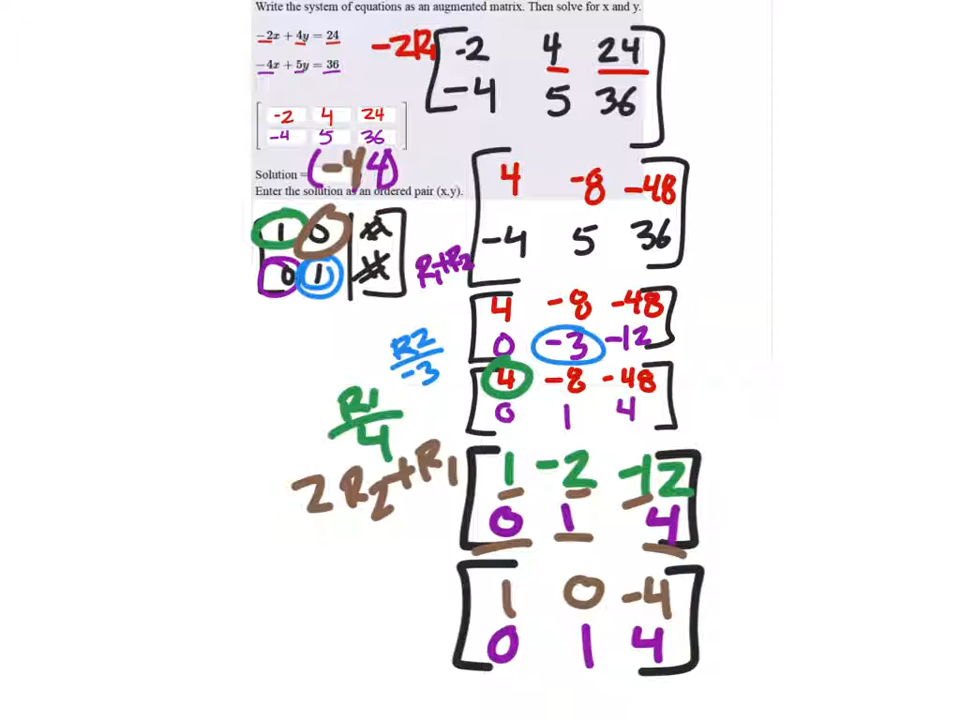 Write the system of equations as an augmented matrix. Then solve for x and y.
-2x + 4y = 24
-4x + 5y = 36
-2 4 24
-4 5 36
Solution = (-4 4)
Enter the solution as an ordered pair (x,y).
1 0 #
0 1 #
-2R1
-2 4 24
-4 5 36
4 -8 -48
-4 5 36
R1+R2
4 -8 -48
0 -3 -12
R2/-3
4 -8 -48
0 1 4
R1/4
1 -2 -12
0 1 4
2R2+R1
1 0 -4
0 1 4